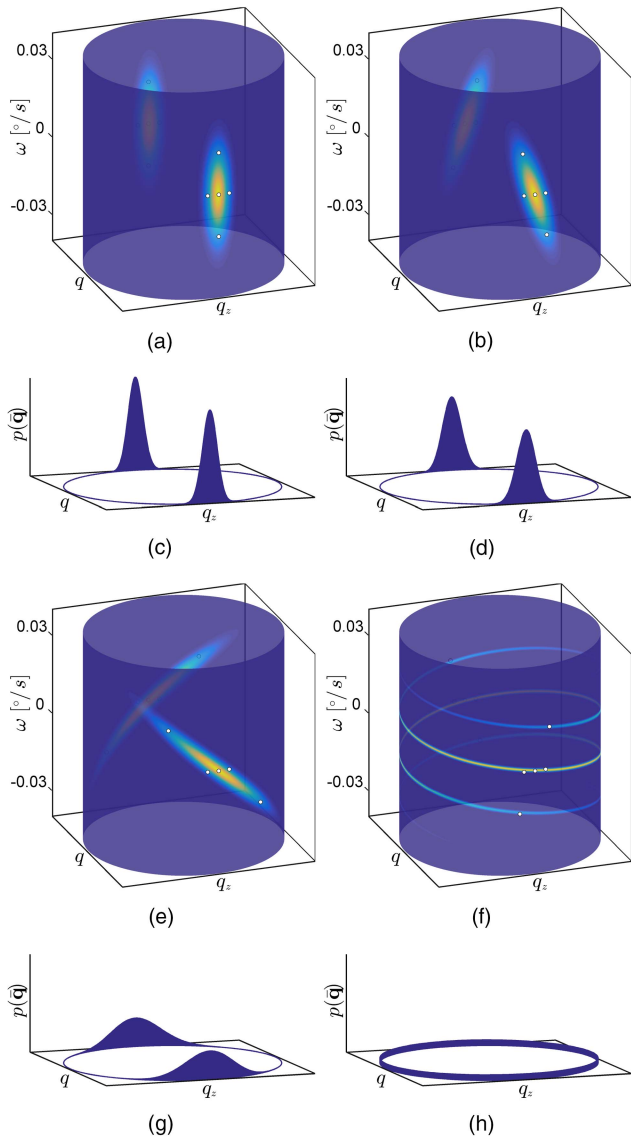 0.03
0
-0.03
ω [°/s]
q
q_z
(a)
0.03
0
-0.03
ω [°/s]
q
q_z
(b)
p(q̄)
q
q_z
(c)
p(q̄)
q
q_z
(d)
0.03
0
-0.03
ω [°/s]
q
q_z
(e)
0.03
0
-0.03
ω [°/s]
q
q_z
(f)
p(q̄)
q
q_z
(g)
p(q̄)
q
q_z
(h)